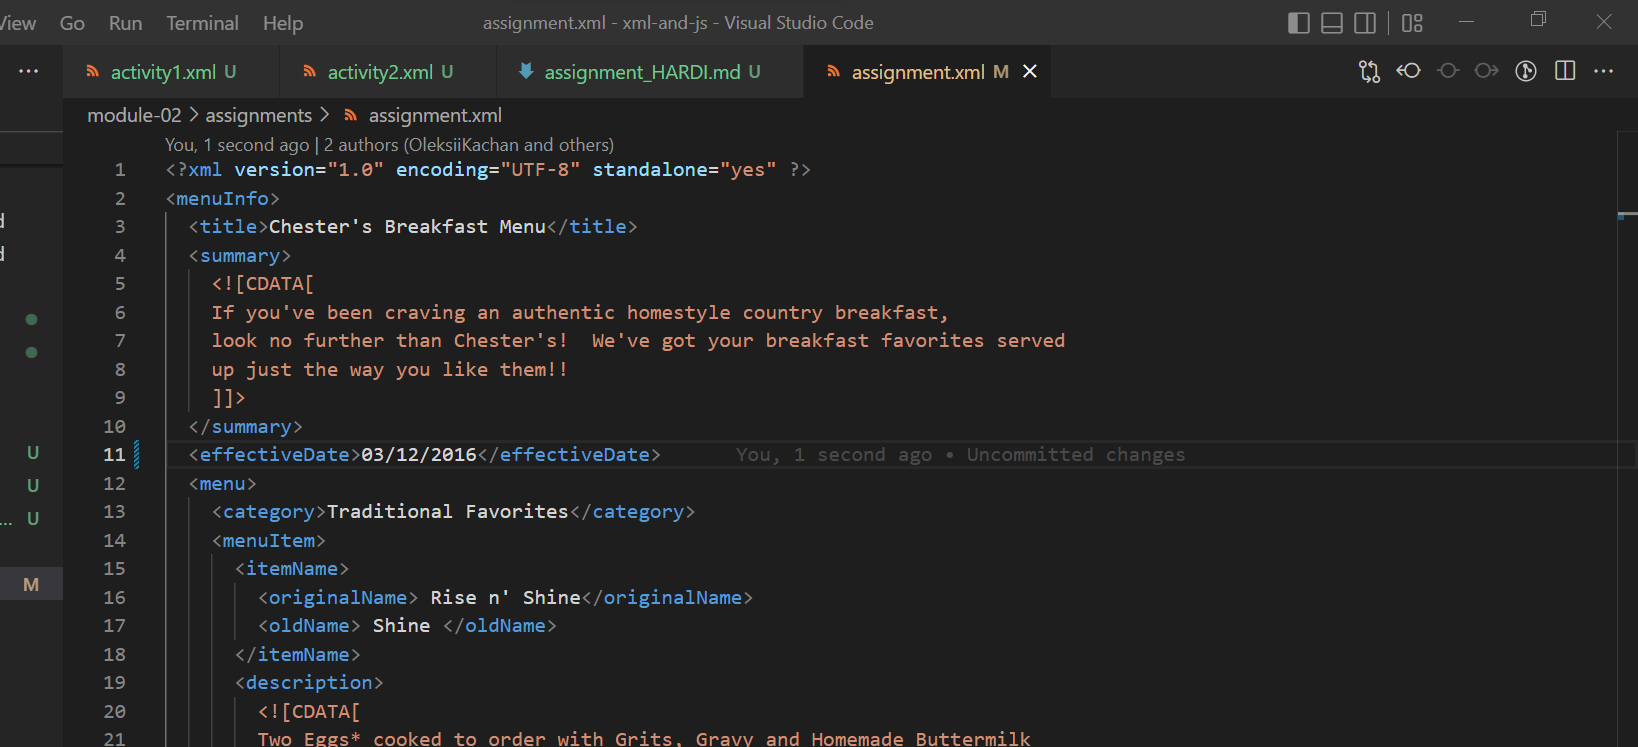 View Go Run Terminal Help assignment.xml - xml-and-js - Visual Studio Code
... activity1.xml U activity2.xml U assignment_HARDI.md U assignment.xml M
module-02 > assignments > assignment.xml
You, 1 second ago | 2 authors (OleksiiKachan and others)
1 <?xml version="1.0" encoding="UTF-8" standalone="yes" ?>
2 <menuInfo>
3 <title>Chester's Breakfast Menu</title>
4 <summary>
5 <![CDATA[
6 If you've been craving an authentic homestyle country breakfast,
7 look no further than Chester's!  We've got your breakfast favorites served
8 up just the way you like them!!
9 ]]>
10 </summary>
11 <effectiveDate>03/12/2016</effectiveDate> You, 1 second ago • Uncommitted changes
12 <menu>
13 <category>Traditional Favorites</category>
14 <menuItem>
15 <itemName>
16 <originalName> Rise n' Shine</originalName>
17 <oldName> Shine </oldName>
18 </itemName>
19 <description>
20 <![CDATA[
21 Two Eggs* cooked to order with Grits, Gravy and Homemade Buttermilk
d
d
U
U
... U
M